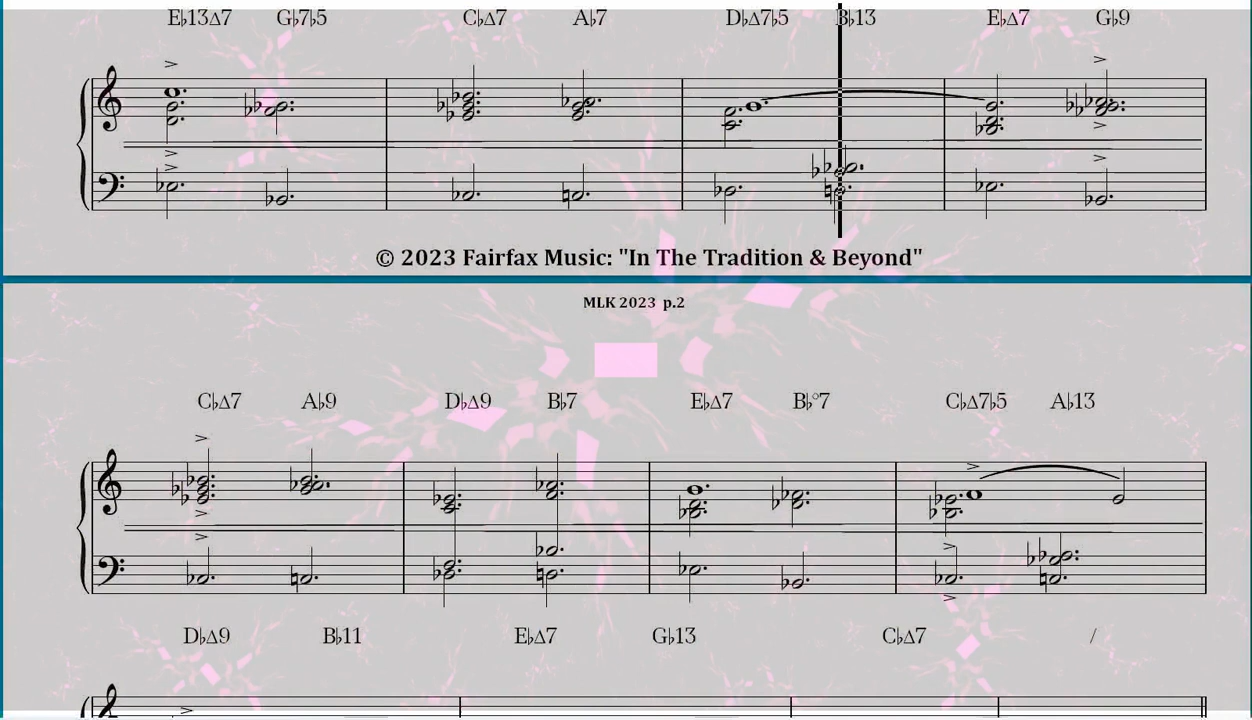 E♭13Δ7 G♭7♭5 C♭Δ7 A♭7 D♭Δ7♭5 B♭13 E♭Δ7 G♭9
© 2023 Fairfax Music: "In The Tradition & Beyond"
MLK 2023 p.2
C♭Δ7 A♭9 D♭Δ9 B♭7 E♭Δ7 B♭°7 C♭Δ7♭5 A♭13
D♭Δ9 B♭11 E♭Δ7 G♭13 C♭Δ7 /